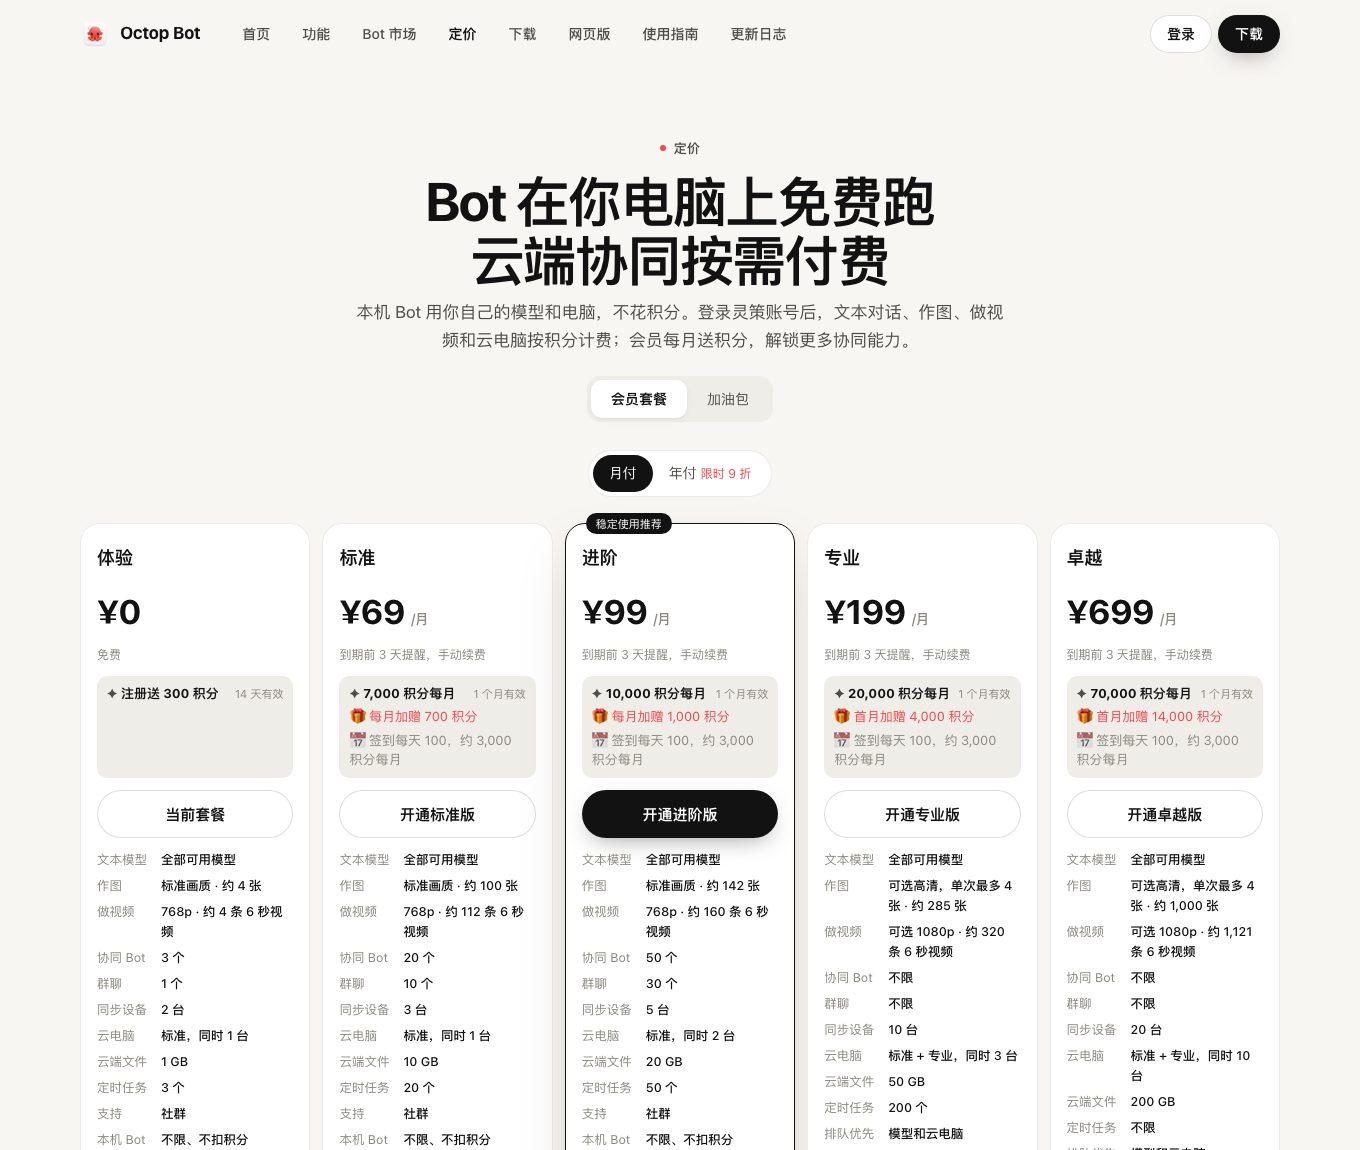 Octop Bot 首页 功能 Bot 市场 定价 下载 网页版 使用指南 更新日志 登录 下载
定价
Bot 在你电脑上免费跑
云端协同按需付费
本机 Bot 用你自己的模型和电脑，不花积分。登录灵策账号后，文本对话、作图、做视
频和云电脑按积分计费；会员每月送积分，解锁更多协同能力。
会员套餐 加油包
月付 年付 限时 9 折
体验
¥0
免费
✦ 注册送 300 积分 14 天有效
当前套餐
文本模型 全部可用模型
作图 标准画质 · 约 4 张
做视频 768p · 约 4 条 6 秒视
频
协同 Bot 3 个
群聊 1 个
同步设备 2 台
云电脑 标准，同时 1 台
云端文件 1 GB
定时任务 3 个
支持 社群
本机 Bot 不限、不扣积分
标准
¥69 /月
到期前 3 天提醒，手动续费
✦ 7,000 积分每月 1 个月有效
🎁 每月加赠 700 积分
📅 签到每天 100，约 3,000
积分每月
开通标准版
文本模型 全部可用模型
作图 标准画质 · 约 100 张
做视频 768p · 约 112 条 6 秒
视频
协同 Bot 20 个
群聊 10 个
同步设备 3 台
云电脑 标准，同时 1 台
云端文件 10 GB
定时任务 20 个
支持 社群
本机 Bot 不限、不扣积分
稳定使用推荐
进阶
¥99 /月
到期前 3 天提醒，手动续费
✦ 10,000 积分每月 1 个月有效
🎁 每月加赠 1,000 积分
📅 签到每天 100，约 3,000
积分每月
开通进阶版
文本模型 全部可用模型
作图 标准画质 · 约 142 张
做视频 768p · 约 160 条 6 秒
视频
协同 Bot 50 个
群聊 30 个
同步设备 5 台
云电脑 标准，同时 2 台
云端文件 20 GB
定时任务 50 个
支持 社群
本机 Bot 不限、不扣积分
专业
¥199 /月
到期前 3 天提醒，手动续费
✦ 20,000 积分每月 1 个月有效
🎁 首月加赠 4,000 积分
📅 签到每天 100，约 3,000
积分每月
开通专业版
文本模型 全部可用模型
作图 可选高清，单次最多 4
张 · 约 285 张
做视频 可选 1080p · 约 320
条 6 秒视频
协同 Bot 不限
群聊 不限
同步设备 10 台
云电脑 标准 + 专业，同时 3 台
云端文件 50 GB
定时任务 200 个
排队优先 模型和云电脑
卓越
¥699 /月
到期前 3 天提醒，手动续费
✦ 70,000 积分每月 1 个月有效
🎁 首月加赠 14,000 积分
📅 签到每天 100，约 3,000
积分每月
开通卓越版
文本模型 全部可用模型
作图 可选高清，单次最多 4
张 · 约 1,000 张
做视频 可选 1080p · 约 1,121
条 6 秒视频
协同 Bot 不限
群聊 不限
同步设备 20 台
云电脑 标准 + 专业，同时 10
台
云端文件 200 GB
定时任务 不限